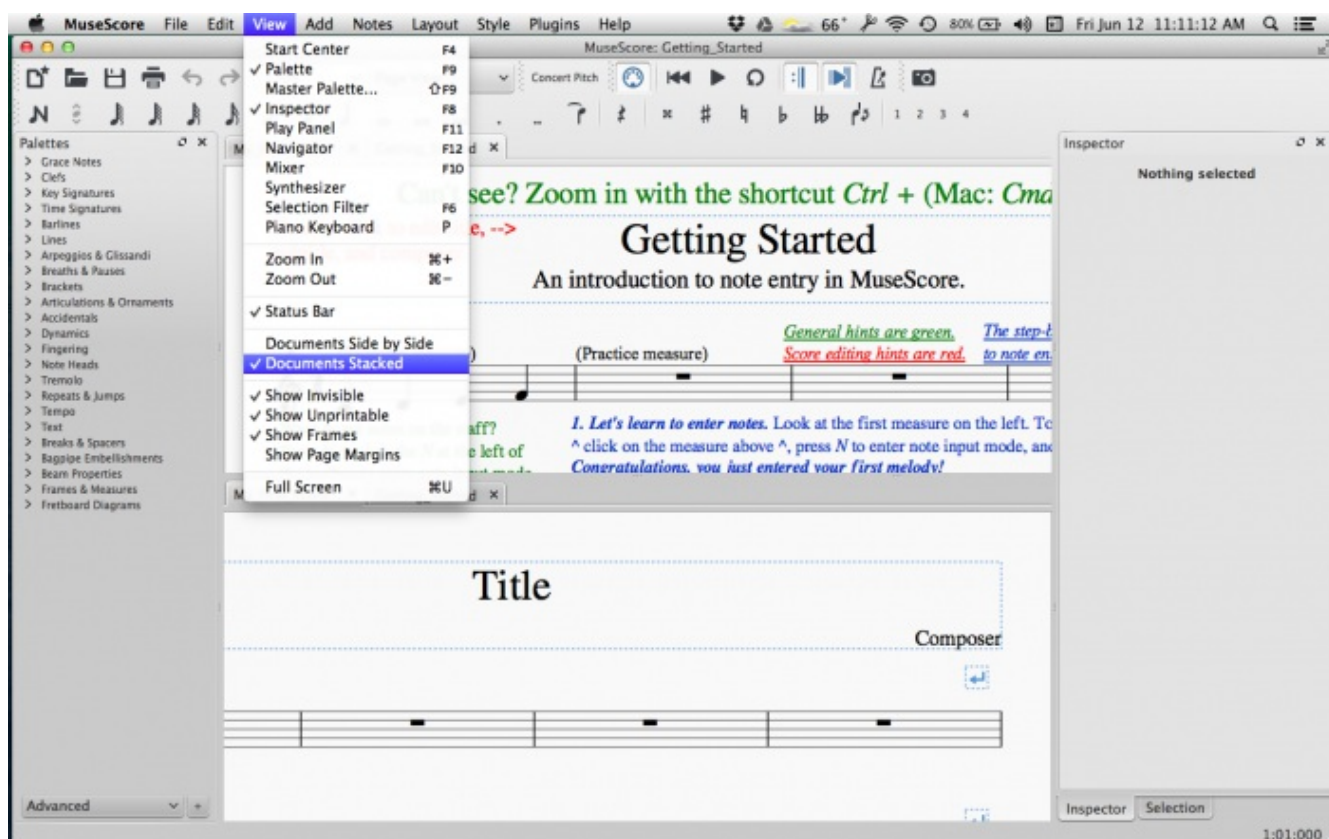 MuseScore File Edit View Add Notes Layout Style Plugins Help 66° 80% Fri Jun 12 11:11:12 AM
MuseScore: Getting_Started
Concert Pitch
1 2 3 4
Start Center F4
✓ Palette F9
Master Palette... ⇧F9
✓ Inspector F8
Play Panel F11
Navigator F12
Mixer F10
Synthesizer
Selection Filter F6
Piano Keyboard P
Zoom In ⌘+
Zoom Out ⌘−
✓ Status Bar
Documents Side by Side
✓ Documents Stacked
✓ Show Invisible
✓ Show Unprintable
✓ Show Frames
Show Page Margins
Full Screen ⌘U
Palettes
> Grace Notes
> Clefs
> Key Signatures
> Time Signatures
> Barlines
> Lines
> Arpeggios & Glissandi
> Breaths & Pauses
> Brackets
> Articulations & Ornaments
> Accidentals
> Dynamics
> Fingering
> Note Heads
> Tremolo
> Repeats & Jumps
> Tempo
> Text
> Breaks & Spacers
> Bagpipe Embellishments
> Beam Properties
> Frames & Measures
> Fretboard Diagrams
Advanced
see? Zoom in with the shortcut Ctrl + (Mac: Cma
e, -->
Getting Started
An introduction to note entry in MuseScore.
General hints are green. The step-b
(Practice measure) Score editing hints are red. to note en
aff? 1. Let's learn to enter notes. Look at the first measure on the left. To
e left of ^ click on the measure above ^, press N to enter note input mode, and
Congratulations, you just entered your first melody!
Title
Composer
Inspector
Nothing selected
Inspector Selection
1:01:000